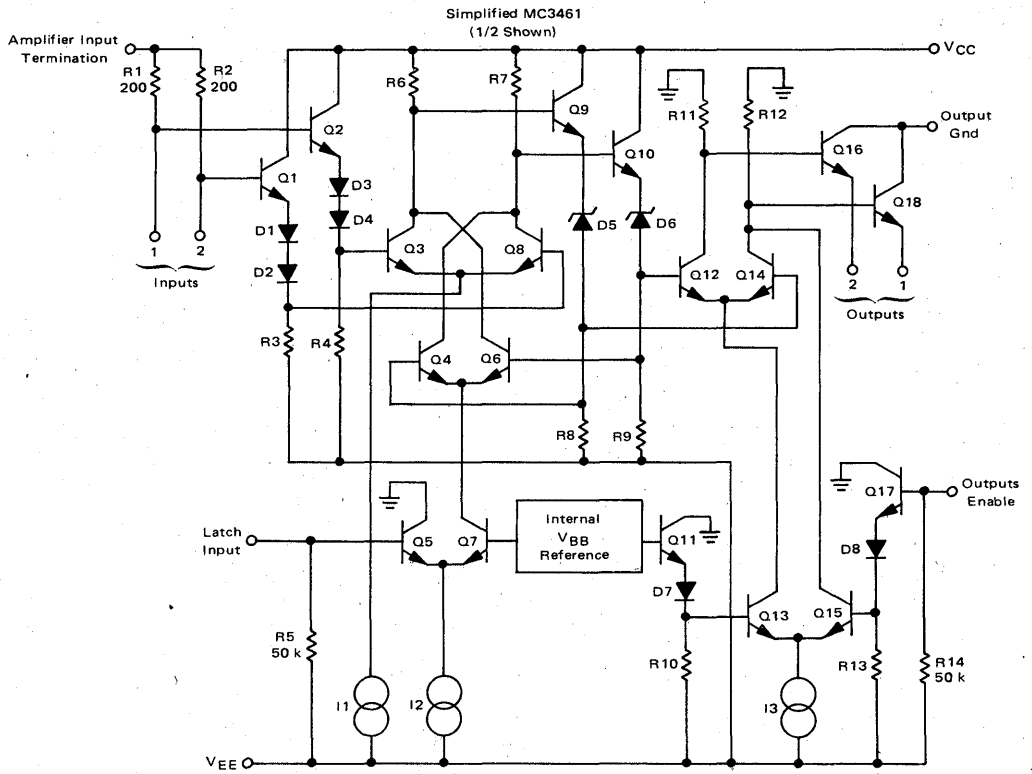 Simplified MC3461
(1/2 Shown)
Amplifier Input
Termination
VCC
R1
200
R2
200
R6
R7
Q9
R11
R12
Output
Gnd
Q2
Q10
Q16
Q1
D3
D4
D5
D6
Q18
D1
D2
Q3
Q8
Q12
Q14
1
2
Inputs
2
1
Outputs
R3
R4
Q4
Q6
R8
R9
Q17
Outputs
Enable
Latch
Input
Q5
Q7
Internal
VBB
Reference
Q11
D8
D7
Q13
Q15
R5
50 k
R10
R13
R14
50 k
I1
I2
I3
VEE